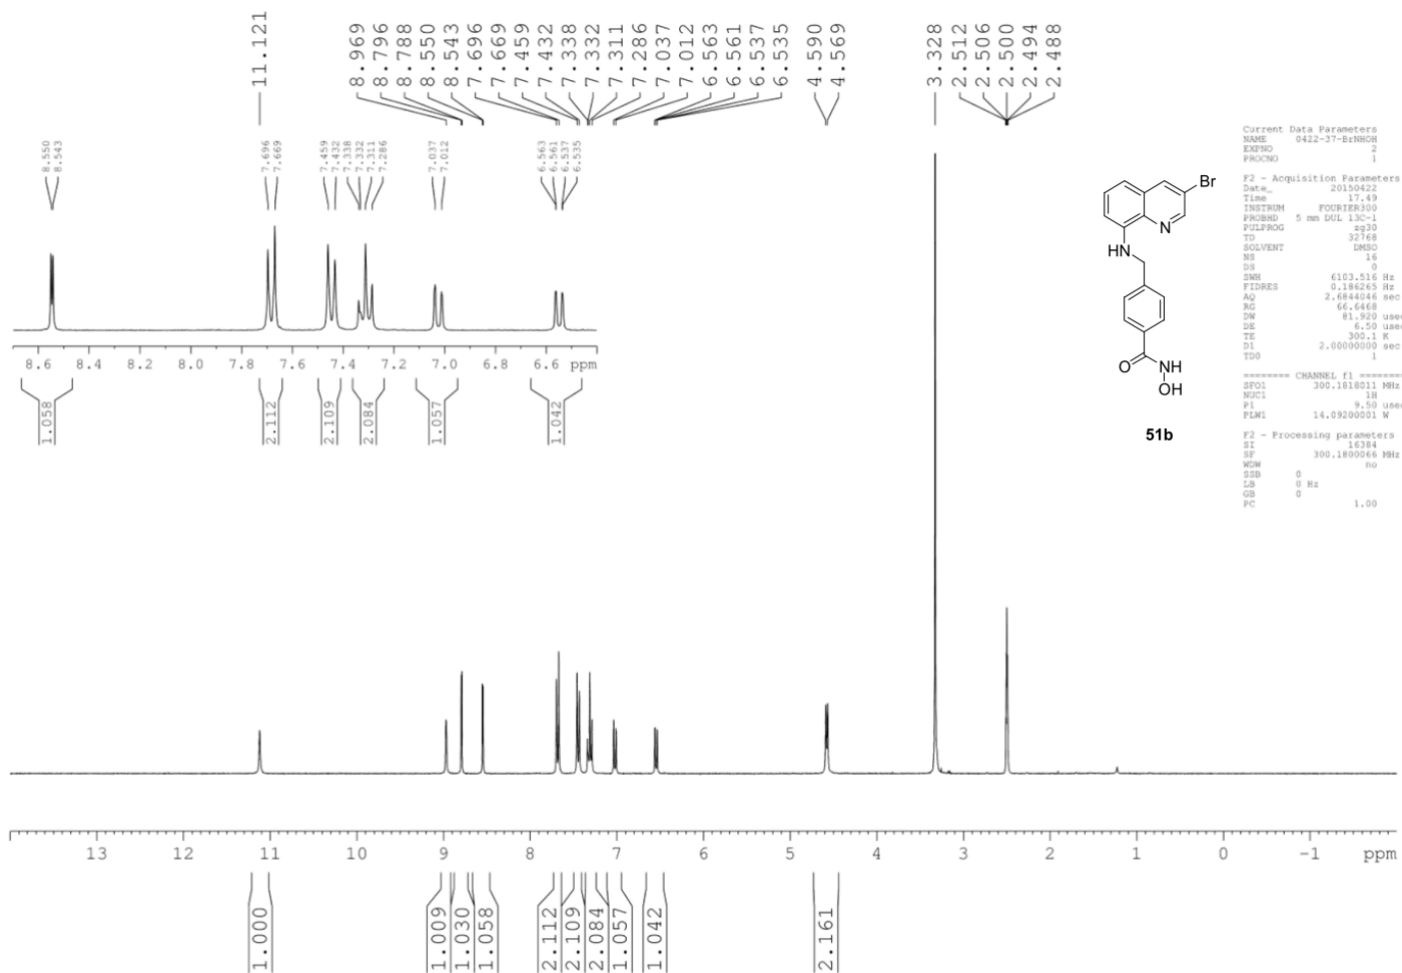 11.121
8.969
8.796
8.788
8.550
8.543
7.696
7.669
7.459
7.432
7.338
7.332
7.311
7.286
7.037
7.012
6.563
6.561
6.537
6.535
4.590
4.569
3.328
2.512
2.506
2.500
2.494
2.488
8.550
8.543
7.696
7.669
7.459
7.432
7.338
7.332
7.311
7.286
7.037
7.012
6.563
6.561
6.537
6.535
8.6 8.4 8.2 8.0 7.8 7.6 7.4 7.2 7.0 6.8 6.6 ppm
1.058
2.112
2.109
2.084
1.057
1.042
Br
N
HN
O
NH
OH
51b
Current Data Parameters
NAME 0422-37-BrNHOH
EXPNO 2
PROCNO 1
F2 - Acquisition Parameters
Date_ 20150422
Time 17.49
INSTRUM FOURIER300
PROBHD 5 mm DUL 13C-1
PULPROG zg30
TD 32768
SOLVENT DMSO
NS 16
DS 0
SWH 6103.516 Hz
FIDRES 0.186265 Hz
AQ 2.6844046 sec
RG 66.6468
DW 81.920 usec
DE 6.50 usec
TE 300.1 K
D1 2.00000000 sec
TD0 1
======== CHANNEL f1 ========
SFO1 300.1818011 MHz
NUC1 1H
P1 9.50 usec
PLW1 14.09200001 W
F2 - Processing parameters
SI 16384
SF 300.1800066 MHz
WDW no
SSB 0
LB 0 Hz
GB 0
PC 1.00
13 12 11 10 9 8 7 6 5 4 3 2 1 0 -1 ppm
1.000
1.009
1.030
1.058
2.112
2.109
2.084
1.057
1.042
2.161